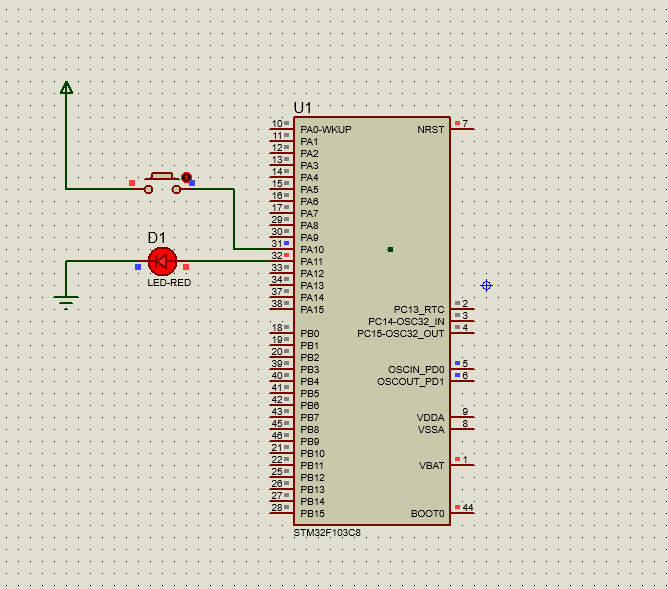 U1
10 PA0-WKUP NRST 7
11 PA1
12 PA2
13 PA3
14 PA4
15 PA5
16 PA6
17 PA7
29 PA8
30 PA9
31 PA10
32 PA11
33 PA12
34 PA13
37 PA14
38 PA15
PC13_RTC 2
PC14-OSC32_IN 3
PC15-OSC32_OUT 4
18 PB0
19 PB1
20 PB2
39 PB3
40 PB4
41 PB5
42 PB6
43 PB7
45 PB8
46 PB9
21 PB10
22 PB11
25 PB12
26 PB13
27 PB14
28 PB15
OSCIN_PD0 5
OSCOUT_PD1 6
VDDA 9
VSSA 8
VBAT 1
BOOT0 44
STM32F103C8
D1
LED-RED